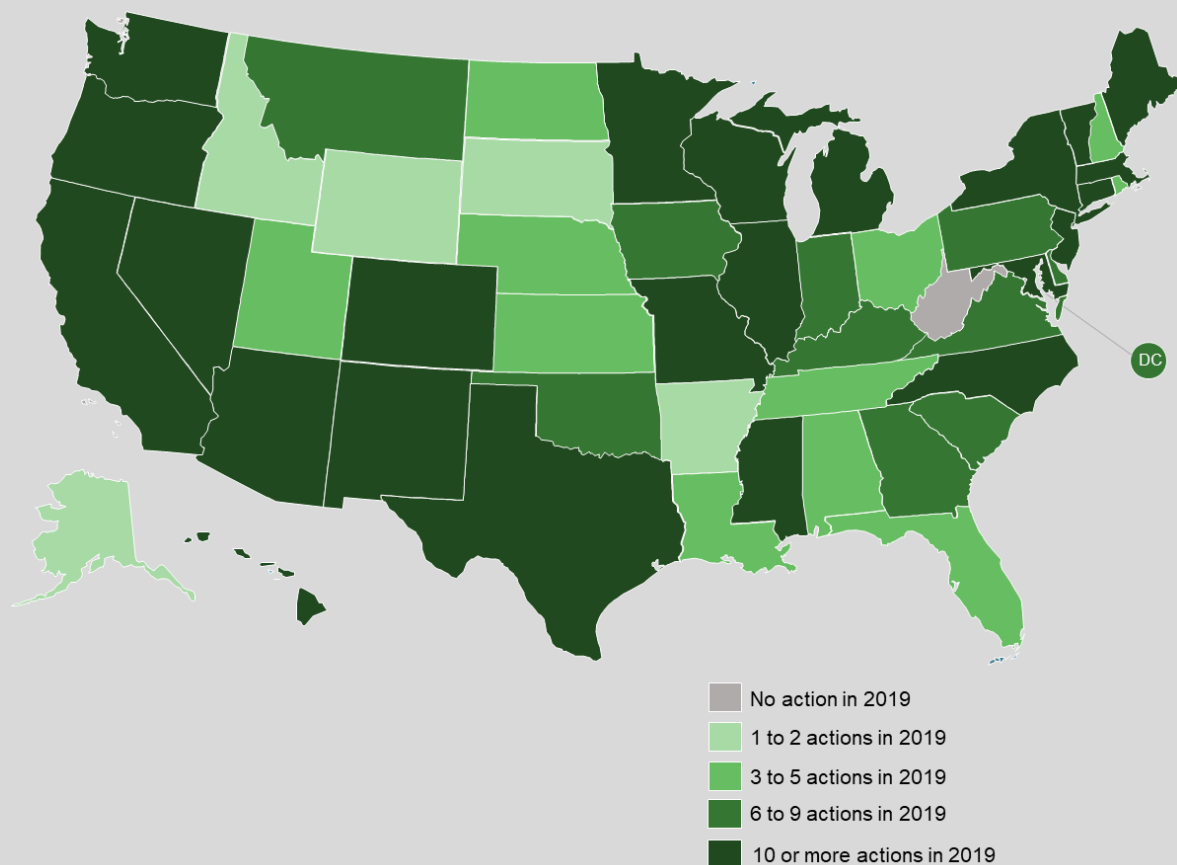 DC
No action in 2019
1 to 2 actions in 2019
3 to 5 actions in 2019
6 to 9 actions in 2019
10 or more actions in 2019